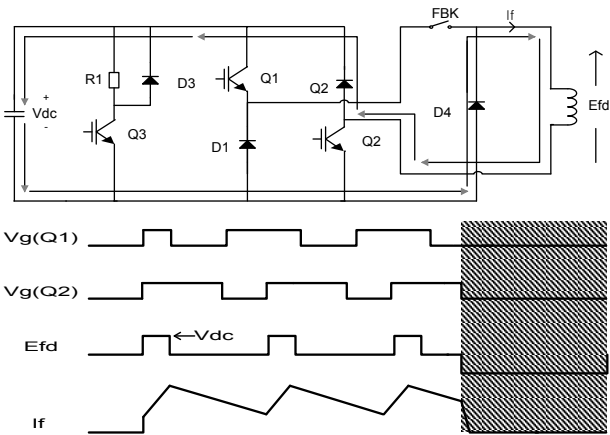 FBK
If
R1
D3
Q1
Q2
+
Vdc
-
Q3
D1
Q2
D4
Efd
Vg(Q1)
Vg(Q2)
Efd
Vdc
If